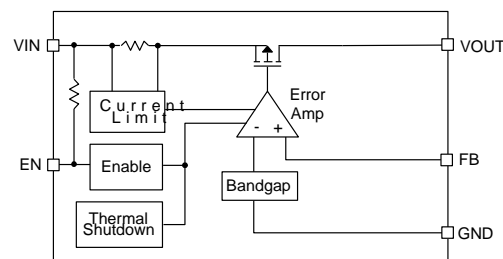 VIN
VOUT
Current
Limit
Error
Amp
- +
EN
Enable
FB
Bandgap
Thermal
Shutdown
GND